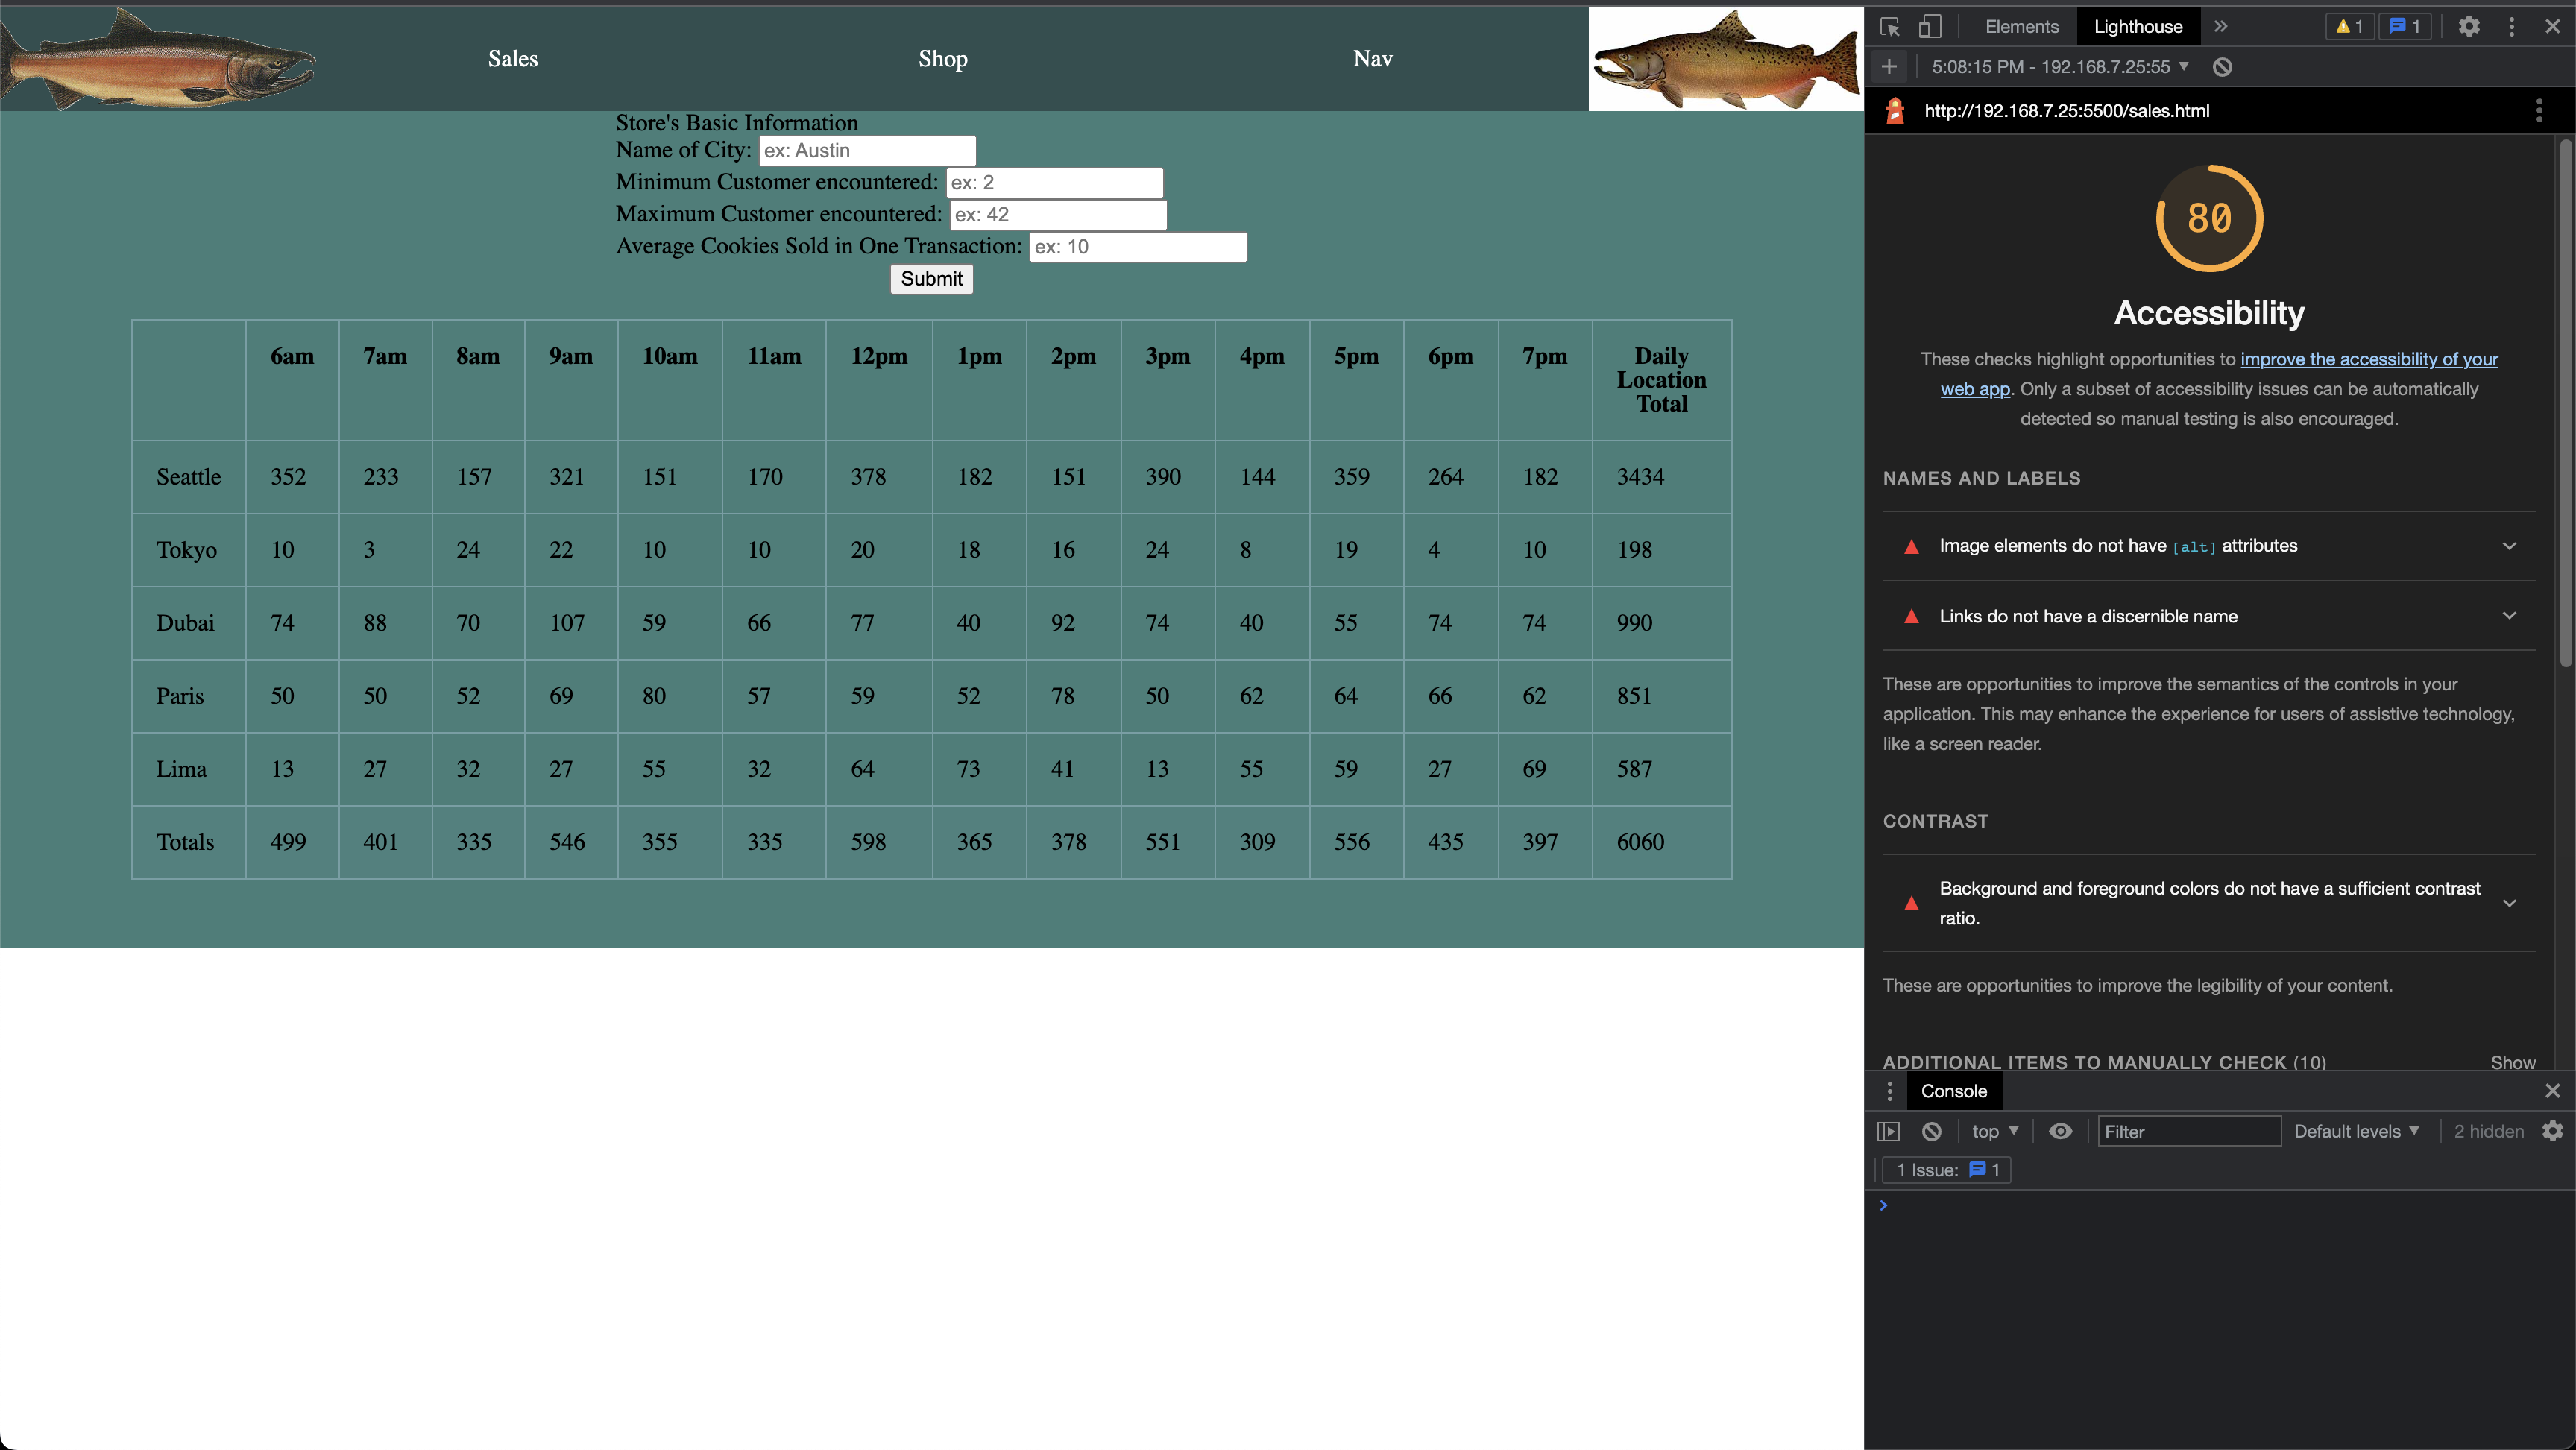 Sales Shop Nav
Store's Basic Information
Name of City: ex: Austin
Minimum Customer encountered: ex: 2
Maximum Customer encountered: ex: 42
Average Cookies Sold in One Transaction: ex: 10
Submit
6am 7am 8am 9am 10am 11am 12pm 1pm 2pm 3pm 4pm 5pm 6pm 7pm Daily
Location
Total
Seattle 352 233 157 321 151 170 378 182 151 390 144 359 264 182 3434
Tokyo 10 3 24 22 10 10 20 18 16 24 8 19 4 10 198
Dubai 74 88 70 107 59 66 77 40 92 74 40 55 74 74 990
Paris 50 50 52 69 80 57 59 52 78 50 62 64 66 62 851
Lima 13 27 32 27 55 32 64 73 41 13 55 59 27 69 587
Totals 499 401 335 546 355 335 598 365 378 551 309 556 435 397 6060
Elements Lighthouse 1 1
5:08:15 PM - 192.168.7.25:55
http://192.168.7.25:5500/sales.html
80
Accessibility
These checks highlight opportunities to improve the accessibility of your
web app. Only a subset of accessibility issues can be automatically
detected so manual testing is also encouraged.
NAMES AND LABELS
Image elements do not have [alt] attributes
Links do not have a discernible name
These are opportunities to improve the semantics of the controls in your
application. This may enhance the experience for users of assistive technology,
like a screen reader.
CONTRAST
Background and foreground colors do not have a sufficient contrast
ratio.
These are opportunities to improve the legibility of your content.
ADDITIONAL ITEMS TO MANUALLY CHECK (10) Show
Console
top Filter Default levels 2 hidden
1 Issue: 1